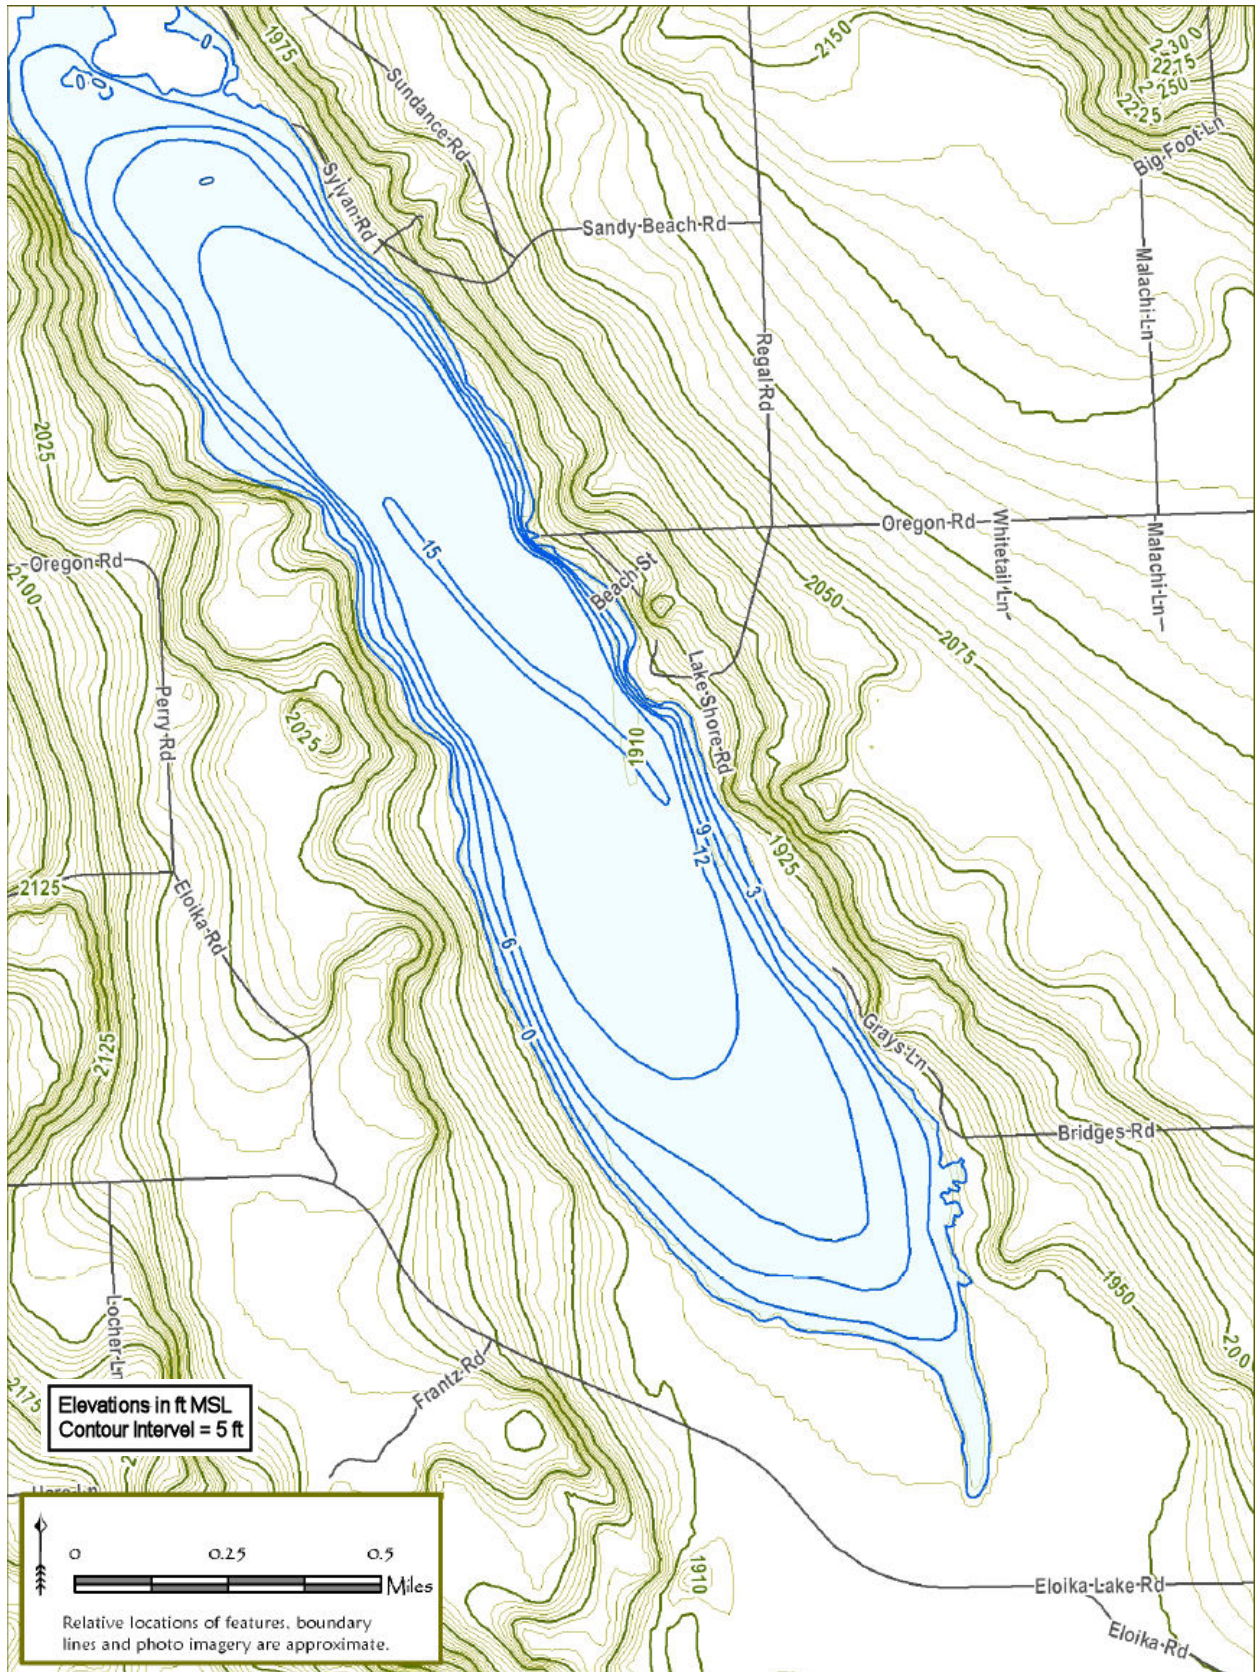 0
1975
2150
2300
2275
2250
2225
Sundance Rd
Big Foot Ln
0
Sylvan Rd
0
Sandy Beach Rd
Malachi Ln
Regal Rd
2025
Oregon Rd
Whitetail Ln
Malachi Ln
15
Oregon Rd
2100
Beach St
2050
2075
Perry Rd
Lake Shore Rd
2025
1910
9
12
1925
2125
3
Eloika Rd
6
0
2125
Grays Ln
Bridges Rd
1950
Locher Ln
Frantz Rd
2175
Elevations in ft MSL
Contour Intervel = 5 ft
0 0.25 0.5
Miles
Relative locations of features, boundary
lines and photo imagery are approximate.
1910
Eloika Lake Rd
Eloika Rd